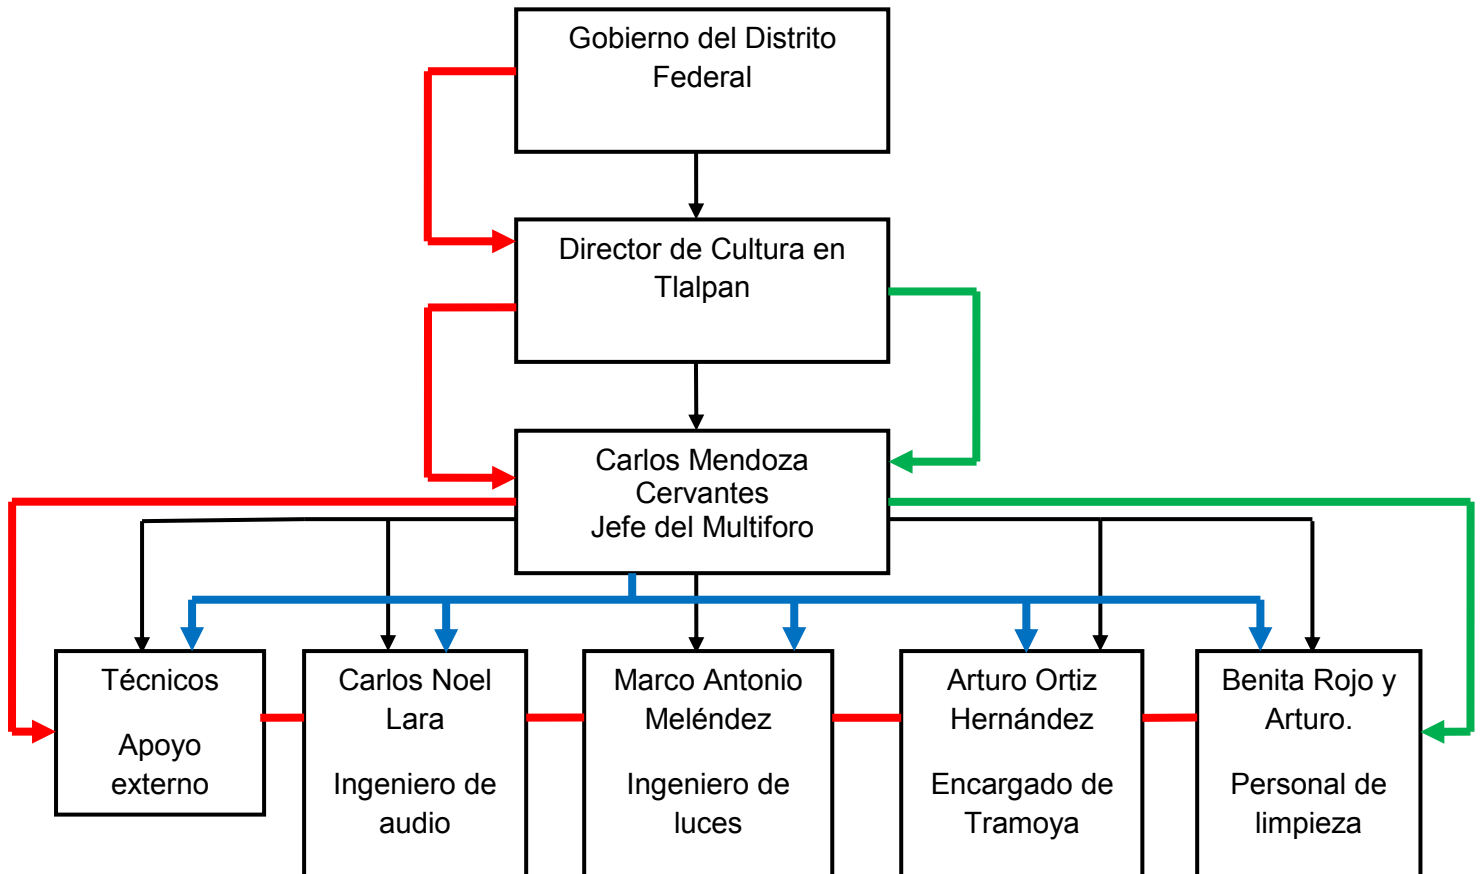 Gobierno del Distrito
Federal
Director de Cultura en
Tlalpan
Carlos Mendoza
Cervantes
Jefe del Multiforo
Técnicos
Apoyo
externo
Carlos Noel
Lara
Ingeniero de
audio
Marco Antonio
Meléndez
Ingeniero de
luces
Arturo Ortiz
Hernández
Encargado de
Tramoya
Benita Rojo y
Arturo.
Personal de
limpieza